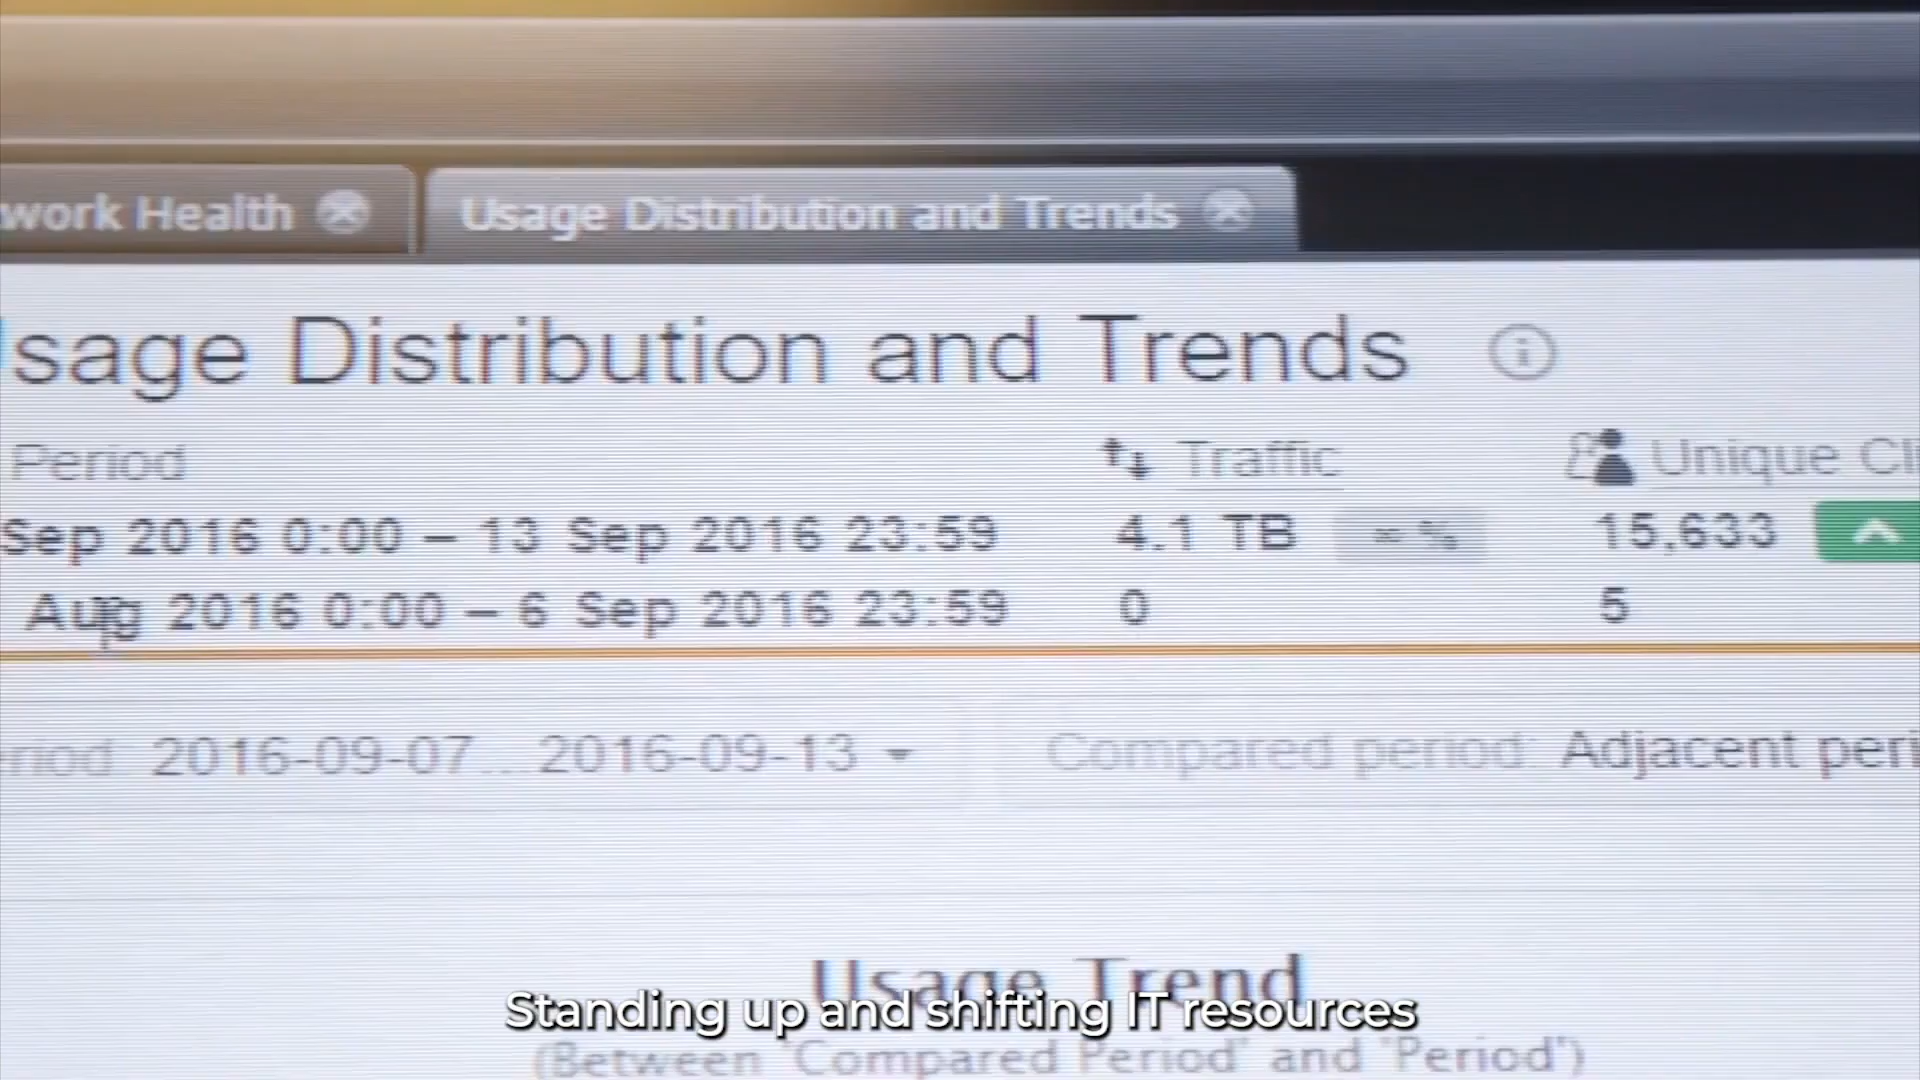 work Health Usage Distribution and Trends
sage Distribution and Trends
Period Traffic Unique Cli
Sep 2016 0:00 – 13 Sep 2016 23:59 4.1 TB ∞ % 15,633
Aug 2016 0:00 – 6 Sep 2016 23:59 0 5
riod: 2016-09-07...2016-09-13 Compared period: Adjacent peri
Usage Trend
Standing up and shifting IT resources
(Between 'Compared Period' and 'Period')